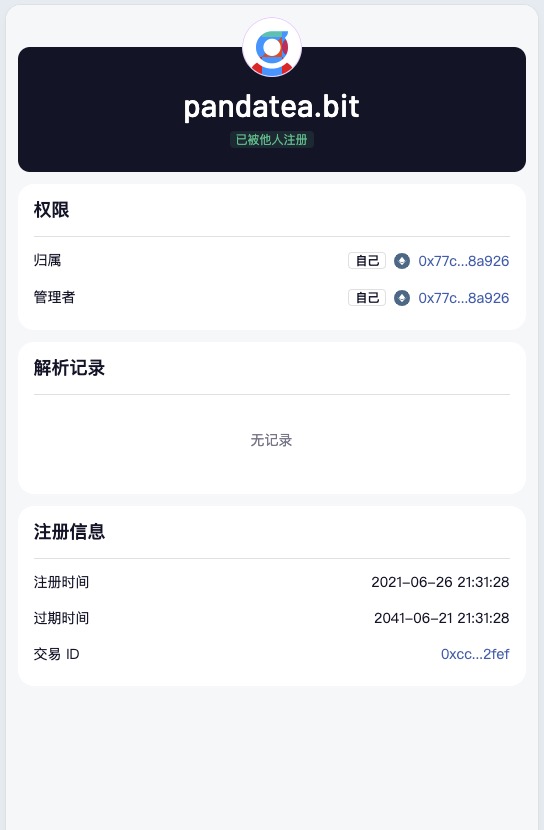 pandatea.bit
已被他人注册
权限
归属 自己 0x77c...8a926
管理者 自己 0x77c...8a926
解析记录
无记录
注册信息
注册时间 2021-06-26 21:31:28
过期时间 2041-06-21 21:31:28
交易 ID 0xcc...2fef